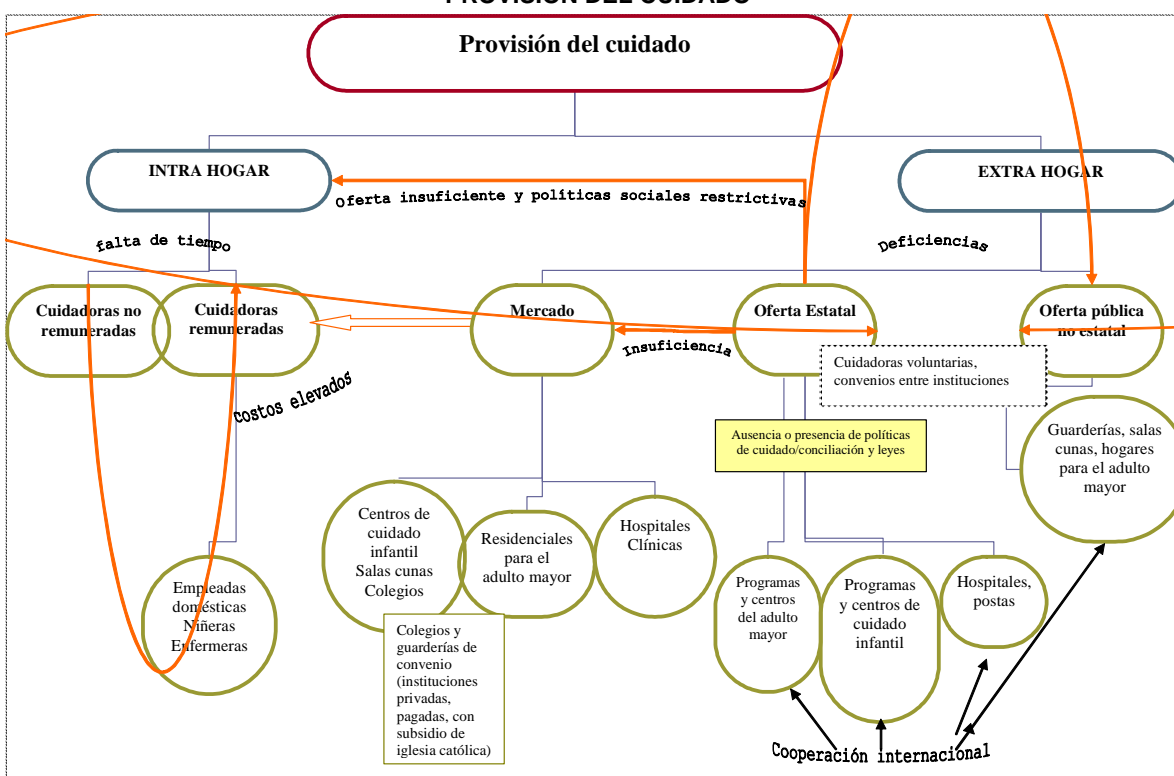 PROVISIÓN DEL CUIDADO
Provisión del cuidado
INTRA HOGAR
EXTRA HOGAR
Oferta insuficiente y políticas sociales restrictivas
falta de tiempo
Deficiencias
Cuidadoras no
remuneradas
Cuidadoras
remuneradas
Mercado
Oferta Estatal
Oferta pública
no estatal
Insuficiencia
Cuidadoras voluntarias,
convenios entre instituciones
Costos elevados
Ausencia o presencia de políticas
de cuidado/conciliación y leyes
Guarderías, salas
cunas, hogares
para el adulto
mayor
Centros de
cuidado
infantil
Salas cunas
Colegios
Residenciales
para el
adulto mayor
Hospitales
Clínicas
Empleadas
domésticas
Niñeras
Enfermeras
Programas
y centros
del adulto
mayor
Programas
y centros de
cuidado
infantil
Hospitales,
postas
Colegios y
guarderías de
convenio
(instituciones
privadas,
pagadas, con
subsidio de
iglesia católica)
Cooperación internacional